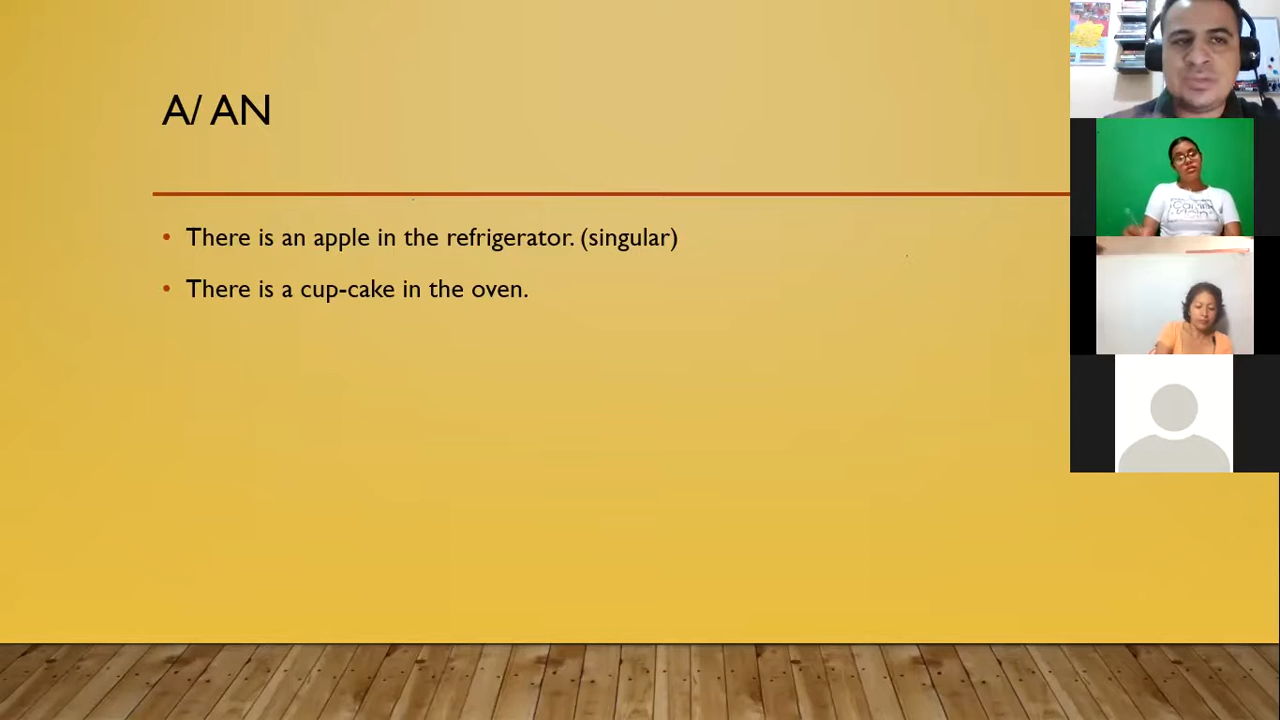 A/ AN
There is an apple in the refrigerator. (singular)
There is a cup-cake in the oven.